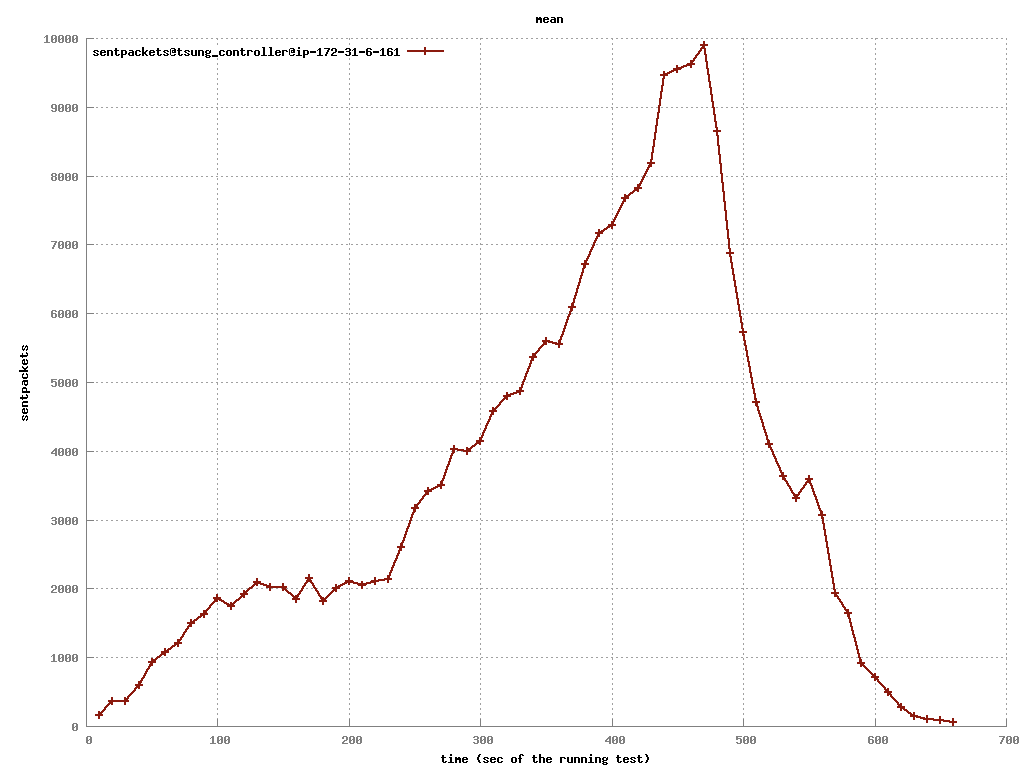 mean
sentpackets@tsung_controller@ip-172-31-6-161
10000
9000
8000
7000
6000
5000
4000
3000
2000
1000
0
sentpackets
0 100 200 300 400 500 600 700
time (sec of the running test)